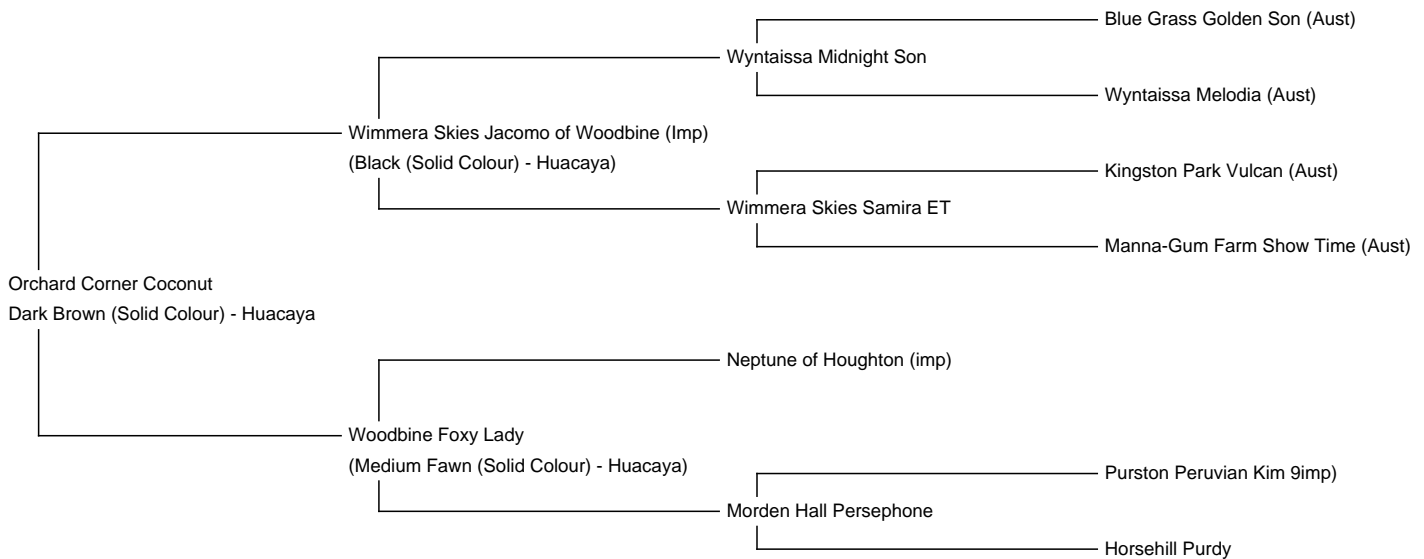 Blue Grass Golden Son (Aust)
Wyntaissa Midnight Son
Wyntaissa Melodia (Aust)
Wimmera Skies Jacomo of Woodbine (Imp)
(Black (Solid Colour) - Huacaya)
Kingston Park Vulcan (Aust)
Wimmera Skies Samira ET
Manna-Gum Farm Show Time (Aust)
Orchard Corner Coconut
Dark Brown (Solid Colour) - Huacaya
Neptune of Houghton (imp)
Woodbine Foxy Lady
(Medium Fawn (Solid Colour) - Huacaya)
Purston Peruvian Kim 9imp)
Morden Hall Persephone
Horsehill Purdy